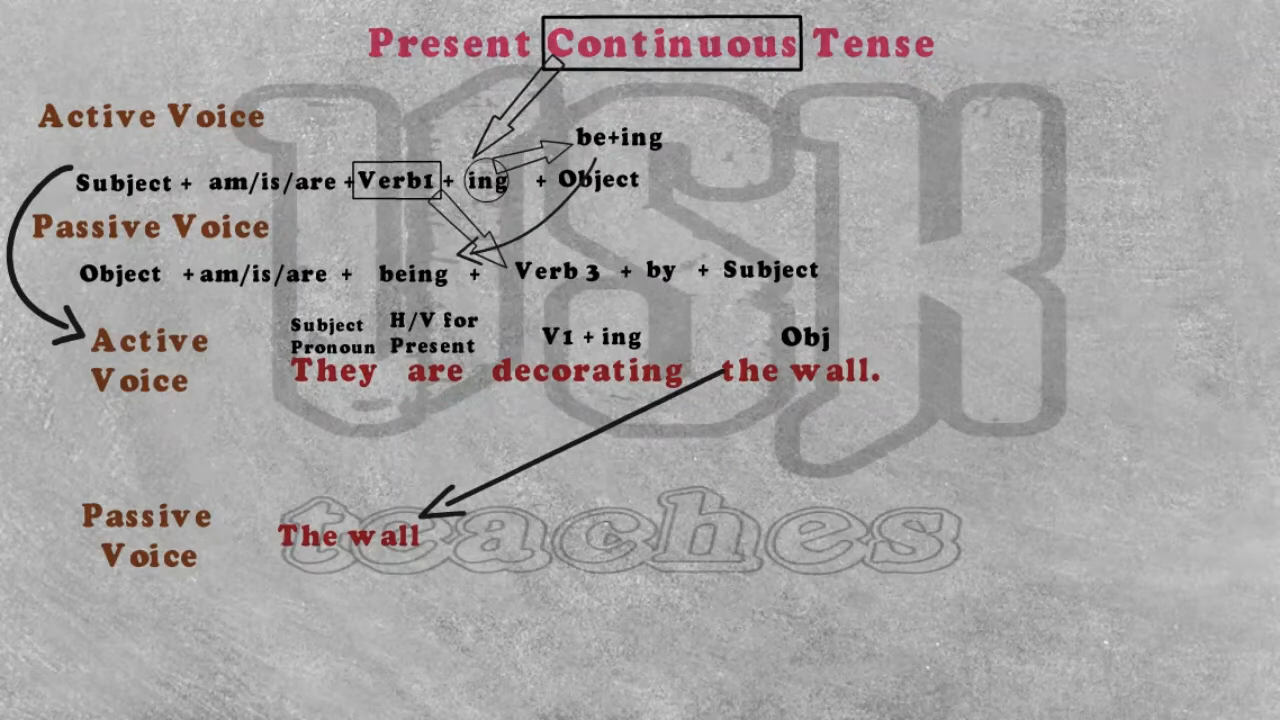 Present Continuous Tense
Active Voice
be+ing
Subject + am/is/are + Verb1 + ing + Object
Passive Voice
Object + am/is/are + being + Verb 3 + by + Subject
Subject Pronoun H/V for Present V1 + ing Obj
Active Voice
They are decorating the wall.
Passive Voice
The wall
VSK
teaches